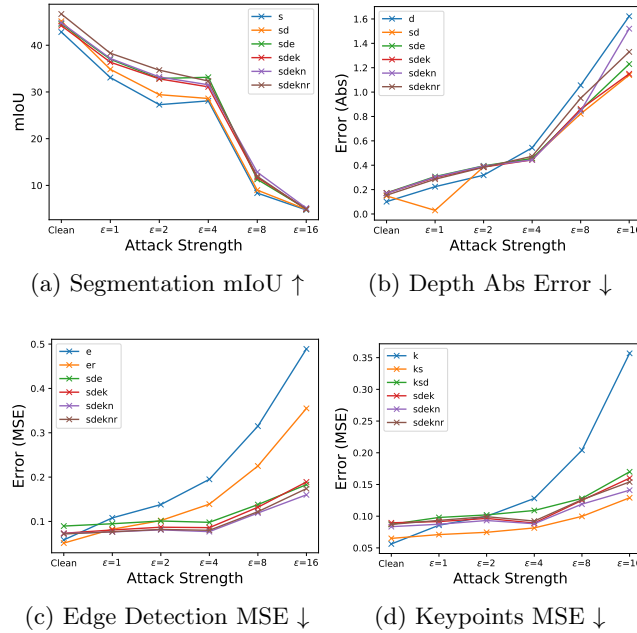 mIoU
40
30
20
10
s
sd
sde
sdek
sdekn
sdeknr
Clean ε=1 ε=2 ε=4 ε=8 ε=16
Attack Strength
(a) Segmentation mIoU ↑
Error (Abs)
1.6
1.4
1.2
1.0
0.8
0.6
0.4
0.2
0.0
d
sd
sde
sdek
sdekn
sdeknr
Clean ε=1 ε=2 ε=4 ε=8 ε=16
Attack Strength
(b) Depth Abs Error ↓
Error (MSE)
0.5
0.4
0.3
0.2
0.1
e
er
sde
sdek
sdekn
sdeknr
Clean ε=1 ε=2 ε=4 ε=8 ε=16
Attack Strength
(c) Edge Detection MSE ↓
Error (MSE)
0.35
0.30
0.25
0.20
0.15
0.10
0.05
k
ks
ksd
sdek
sdekn
sdeknr
Clean ε=1 ε=2 ε=4 ε=8 ε=16
Attack Strength
(d) Keypoints MSE ↓